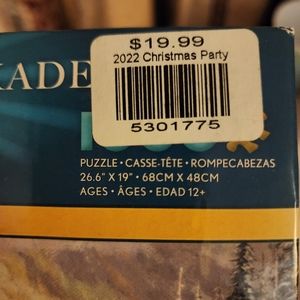 $19.99
2022 Christmas Party
5301775
KADE
PUZZLE • CASSE-TÊTE • ROMPECABEZAS
26.6" X 19" • 68CM X 48CM
AGES • ÂGES • EDAD 12+